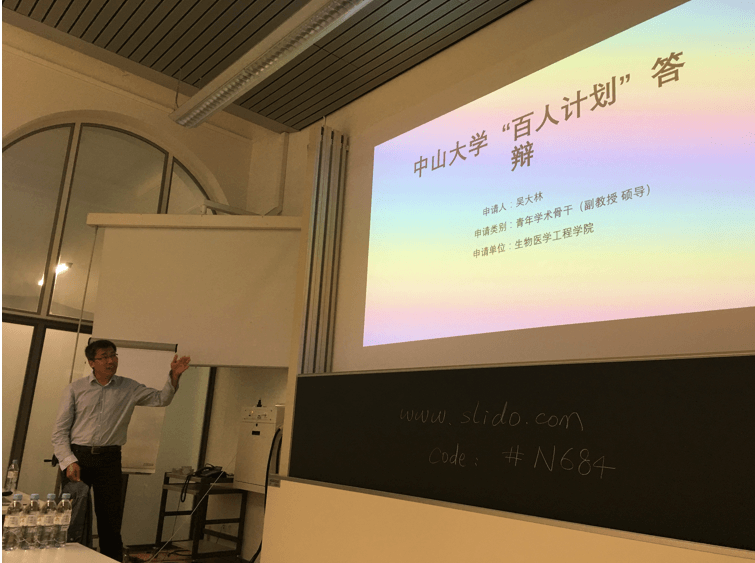 中山大学 “百人计划” 答
辩
申请人：吴大林
申请类别：青年学术骨干（副教授 硕导）
申请单位：生物医学工程学院
www.slido.com
Code: #N684